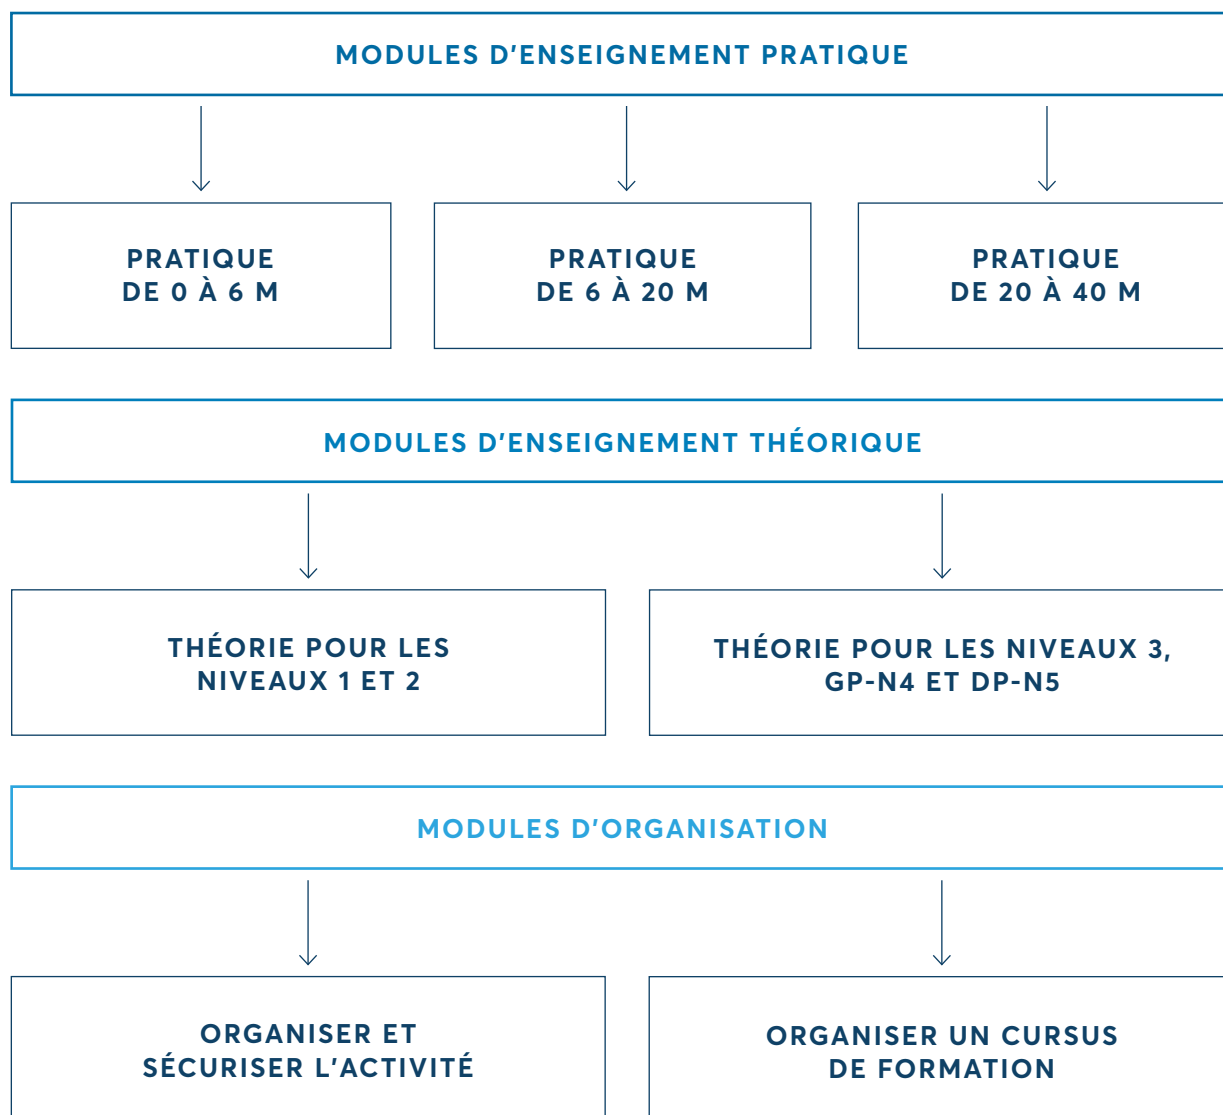 MODULES D'ENSEIGNEMENT PRATIQUE
PRATIQUE
DE 0 À 6 M
PRATIQUE
DE 6 À 20 M
PRATIQUE
DE 20 À 40 M
MODULES D'ENSEIGNEMENT THÉORIQUE
THÉORIE POUR LES
NIVEAUX 1 ET 2
THÉORIE POUR LES NIVEAUX 3,
GP-N4 ET DP-N5
MODULES D'ORGANISATION
ORGANISER ET
SÉCURISER L'ACTIVITÉ
ORGANISER UN CURSUS
DE FORMATION